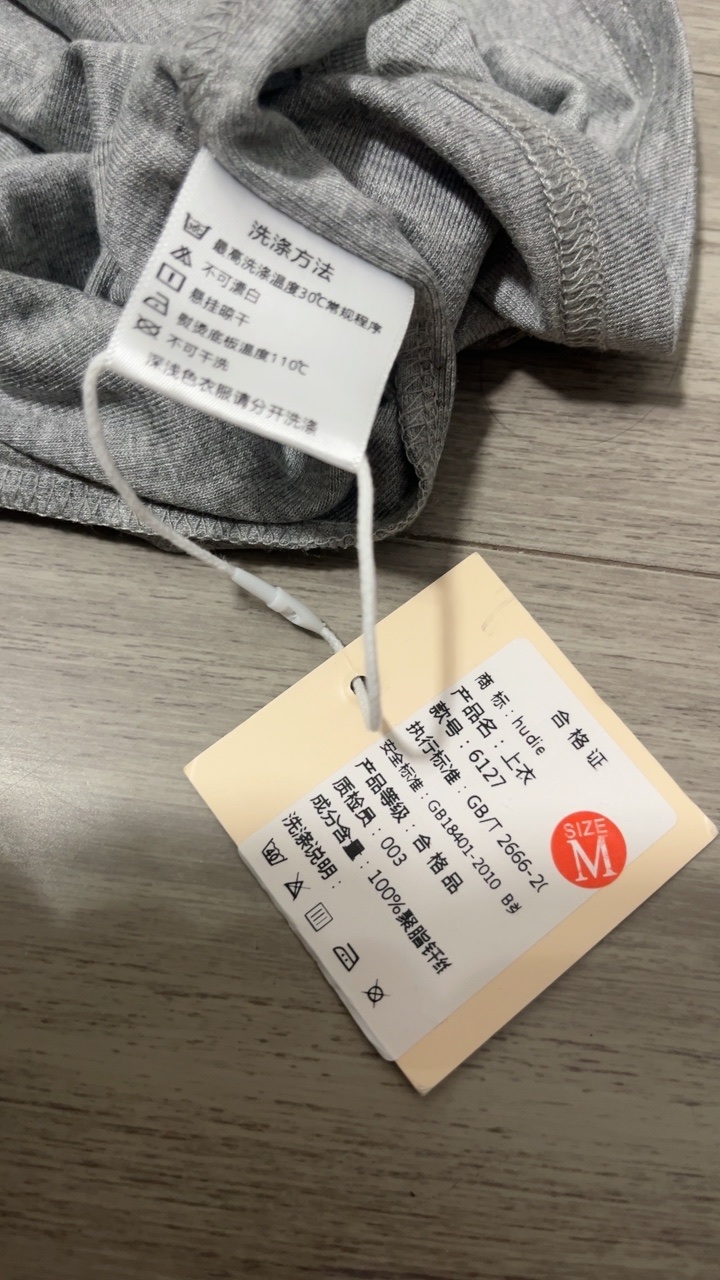 洗涤方法
最高洗涤温度30℃常规程序
不可漂白
悬挂晾干
熨烫底板温度110℃
不可干洗
深浅色衣服请分开洗涤
合格证
商标：hudie
产品名：上衣
款号：6127
执行标准：GB/T 2666-2(
安全标准：GB18401-2010 B
产品等级：合格品
质检员：003
成分含量：100%聚脂钎纟
洗涤说明：
40
SIZE
M